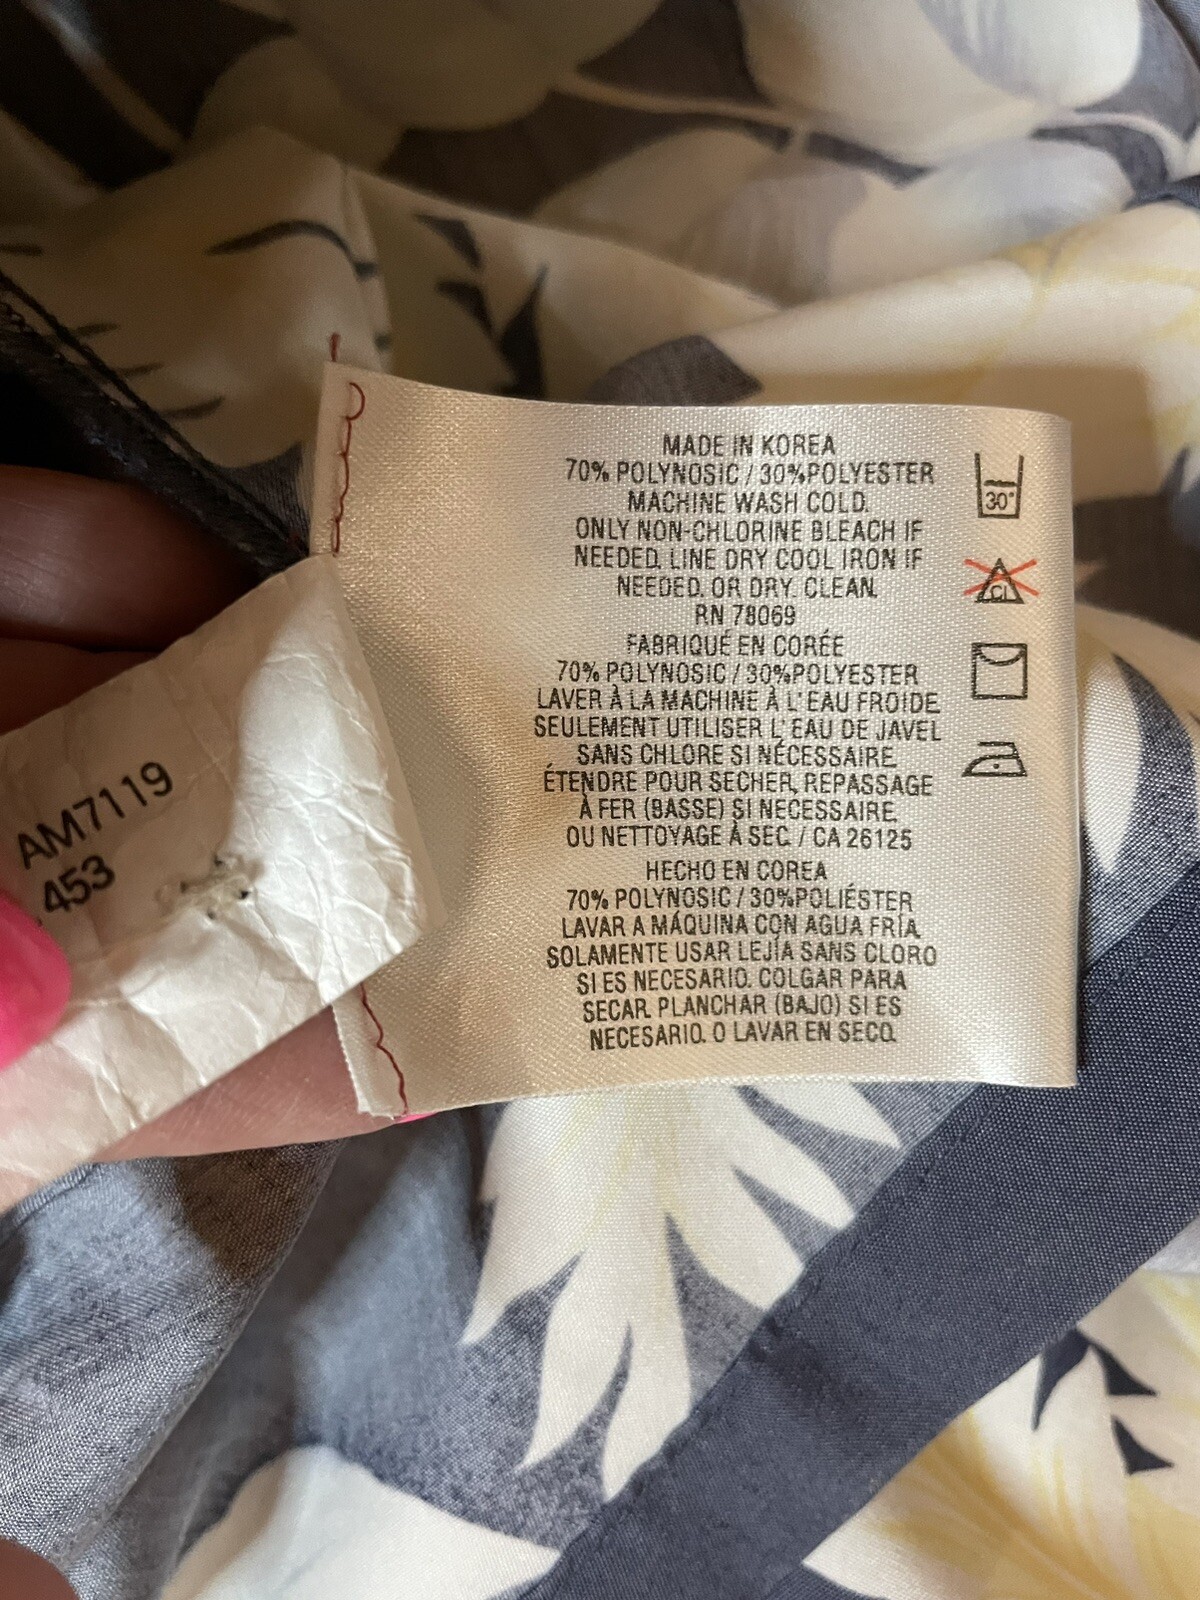 MADE IN KOREA
70% POLYNOSIC / 30%POLYESTER
MACHINE WASH COLD.
ONLY NON-CHLORINE BLEACH IF
NEEDED. LINE DRY COOL IRON IF
NEEDED. OR DRY. CLEAN.
RN 78069
FABRIQUÉ EN CORÉE
70% POLYNOSIC / 30%POLYESTER
LAVER À LA MACHINE À L'EAU FROIDE.
SEULEMENT UTILISER L'EAU DE JAVEL
SANS CHLORE SI NÉCESSAIRE.
ÉTENDRE POUR SECHER, REPASSAGE
À FER (BASSE) SI NECESSAIRE.
OU NETTOYAGE À SEC. / CA 26125
HECHO EN COREA
70% POLYNOSIC / 30%POLIÉSTER
LAVAR A MÁQUINA CON AGUA FRÍA.
SOLAMENTE USAR LEJÍA SANS CLORO
SI ES NECESARIO. COLGAR PARA
SECAR. PLANCHAR (BAJO) SI ES
NECESARIO. O LAVAR EN SECO.
30°
CL
AM7119
453